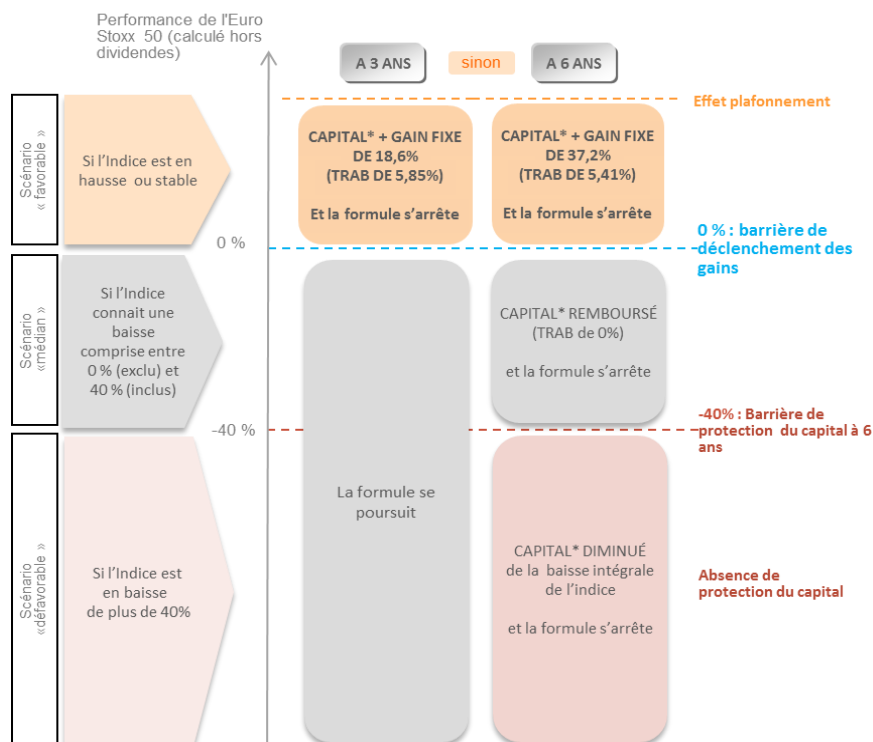 Performance de l'Euro
Stoxx 50 (calculé hors
dividendes)
A 3 ANS
sinon
A 6 ANS
Effet plafonnement
Scénario
« favorable »
Si l'Indice est en
hausse ou stable
CAPITAL* + GAIN FIXE
DE 18,6%
(TRAB DE 5,85%)
Et la formule s'arrête
CAPITAL* + GAIN FIXE
DE 37,2%
(TRAB DE 5,41%)
Et la formule s'arrête
0 %
0 % : barrière de
déclenchement des
gains
Scénario
«médian »
Si l'Indice
connait une
baisse
comprise entre
0 % (exclu) et
40 % (inclus)
CAPITAL* REMBOURSÉ
(TRAB de 0%)
et la formule s'arrête
-40 %
-40% : Barrière de
protection du capital à 6
ans
Scénario
«défavorable »
Si l'Indice est
en baisse
de plus de 40%
La formule se
poursuit
CAPITAL* DIMINUÉ
de la baisse intégrale
de l'indice
et la formule s'arrête
Absence de
protection du capital